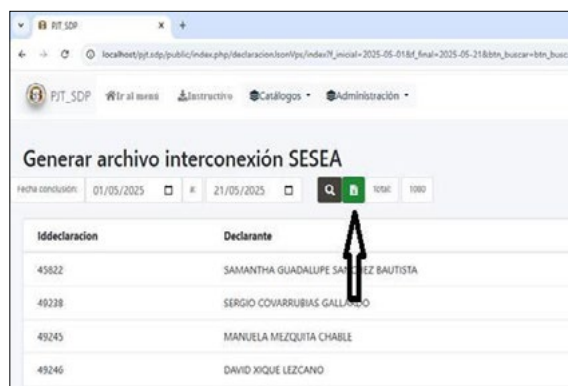 PJT_SDP
localhost/pjt.sdp/public/index.php/declaracionJsonVps/index?f_inicial=2025-05-01&f_final=2025-05-21&btn_buscar=btn_busc
PJT_SDP Ir al menú Instructivo Catálogos Administración
Generar archivo interconexión SESEA
Fecha conclusión: 01/05/2025 21/05/2025 Total: 1080
Iddeclaracion Declarante
45822 SAMANTHA GUADALUPE SANCHEZ BAUTISTA
49238 SERGIO COVARRUBIAS GALLARDO
49245 MANUELA MEZQUITA CHABLE
49246 DAVID XIQUE LEZCANO